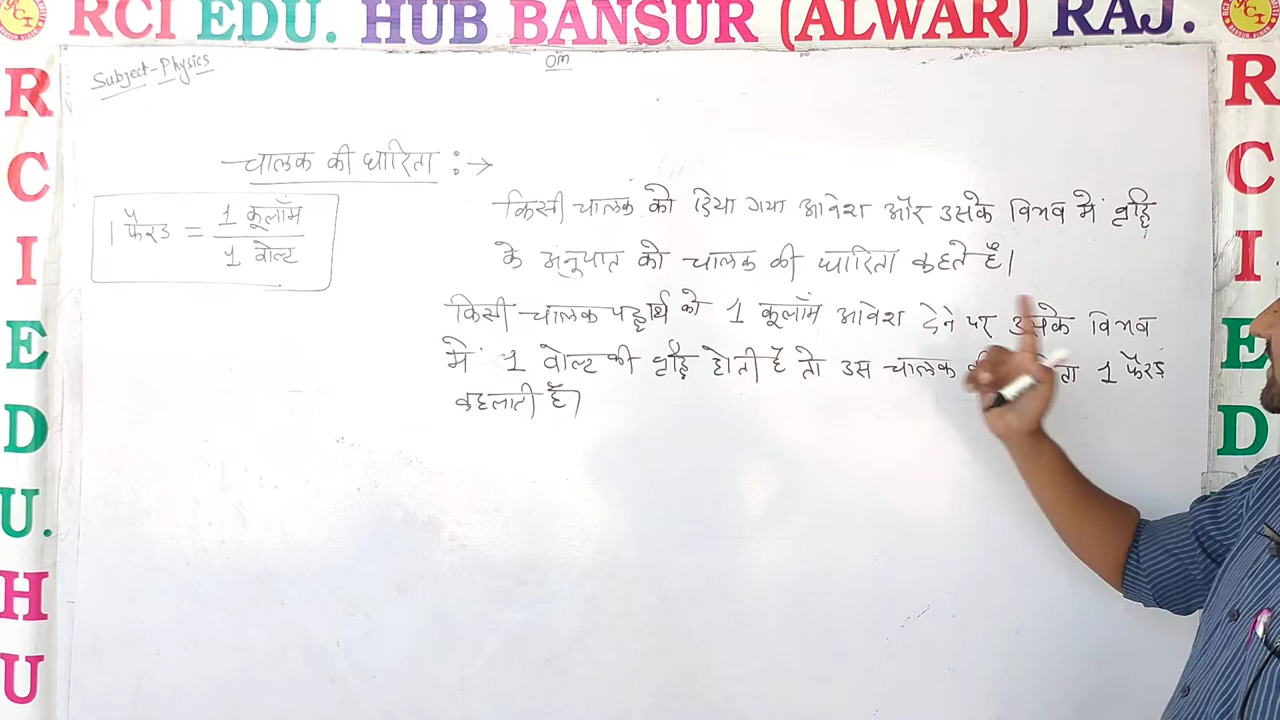 RCI EDU. HUB BANSUR (ALWAR) RAJ.
Subject-Physics
Om
चालक की धारिता :→
1 फैरड = 1 कूलॉम / 1 वोल्ट
किसी चालक को दिया गया आवेश और उसके विभव में वृद्धि
के अनुपात को चालक की धारिता कहते हैं।
किसी चालक पदार्थ को 1 कूलॉम आवेश देने पर उसके विभव
में 1 वोल्ट की वृद्धि होती है तो उस चालक 1 फैरड
कहलाती है।
R
C
I
E
D
U.
H
U
R
C
I
E
D